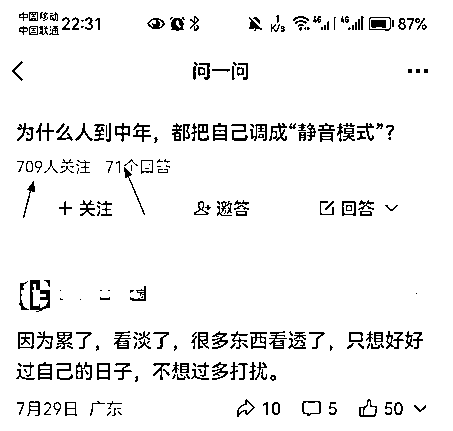 中国移动
中国联通 22:31 1 K/s 4G 4G 87%
问一问
为什么人到中年，都把自己调成“静音模式”？
709人关注 71个回答
+ 关注 邀答 回答
因为累了，看淡了，很多东西看透了，只想好好
过自己的日子，不想过多打扰。
7月29日 广东 10 5 50